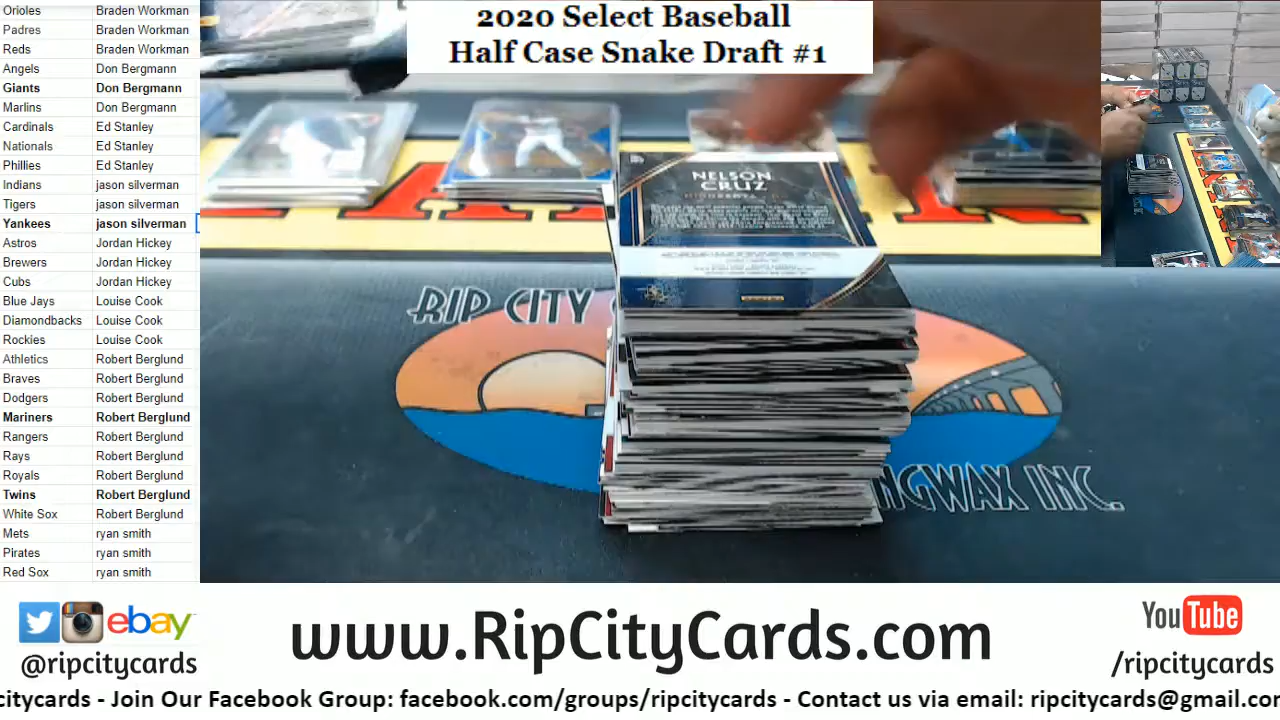 2020 Select Baseball
Half Case Snake Draft #1
Orioles Braden Workman
Padres Braden Workman
Reds Braden Workman
Angels Don Bergmann
Giants Don Bergmann
Marlins Don Bergmann
Cardinals Ed Stanley
Nationals Ed Stanley
Phillies Ed Stanley
Indians jason silverman
Tigers jason silverman
Yankees jason silverman
Astros Jordan Hickey
Brewers Jordan Hickey
Cubs Jordan Hickey
Blue Jays Louise Cook
Diamondbacks Louise Cook
Rockies Louise Cook
Athletics Robert Berglund
Braves Robert Berglund
Dodgers Robert Berglund
Mariners Robert Berglund
Rangers Robert Berglund
Rays Robert Berglund
Royals Robert Berglund
Twins Robert Berglund
White Sox Robert Berglund
Mets ryan smith
Pirates ryan smith
Red Sox ryan smith
NELSON
CRUZ
RIP CITY
NGWAX INC.
ebay
@ripcitycards
www.RipCityCards.com
YouTube
/ripcitycards
citycards - Join Our Facebook Group: facebook.com/groups/ripcitycards - Contact us via email: ripcitycards@gmail.con